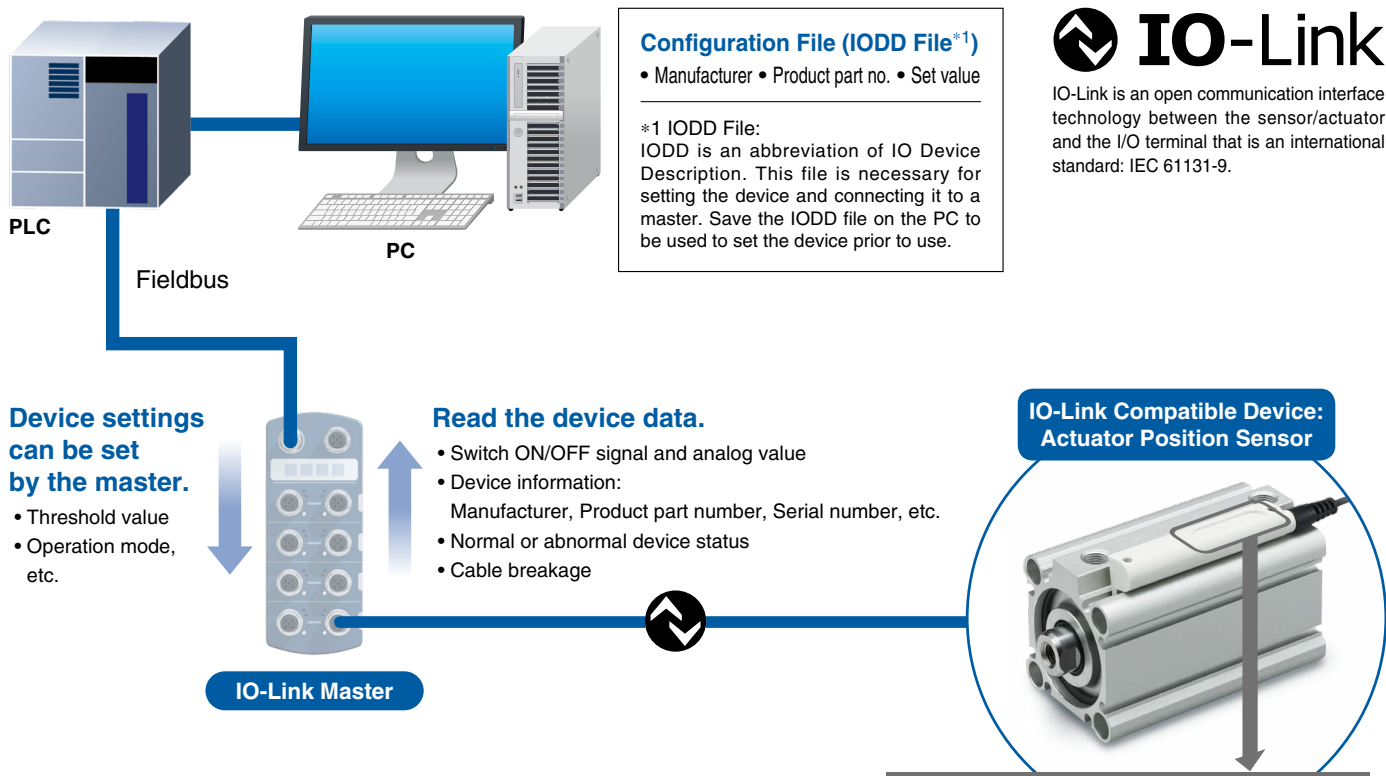 Configuration File (IODD File*1)
• Manufacturer • Product part no. • Set value
*1 IODD File:
IODD is an abbreviation of IO Device
Description. This file is necessary for
setting the device and connecting it to a
master. Save the IODD file on the PC to
be used to set the device prior to use.
IO-Link
IO-Link is an open communication interface
technology between the sensor/actuator
and the I/O terminal that is an international
standard: IEC 61131-9.
PLC
PC
Fieldbus
Device settings
can be set
by the master.
• Threshold value
• Operation mode,
etc.
Read the device data.
• Switch ON/OFF signal and analog value
• Device information:
Manufacturer, Product part number, Serial number, etc.
• Normal or abnormal device status
• Cable breakage
IO-Link Compatible Device:
Actuator Position Sensor
IO-Link Master